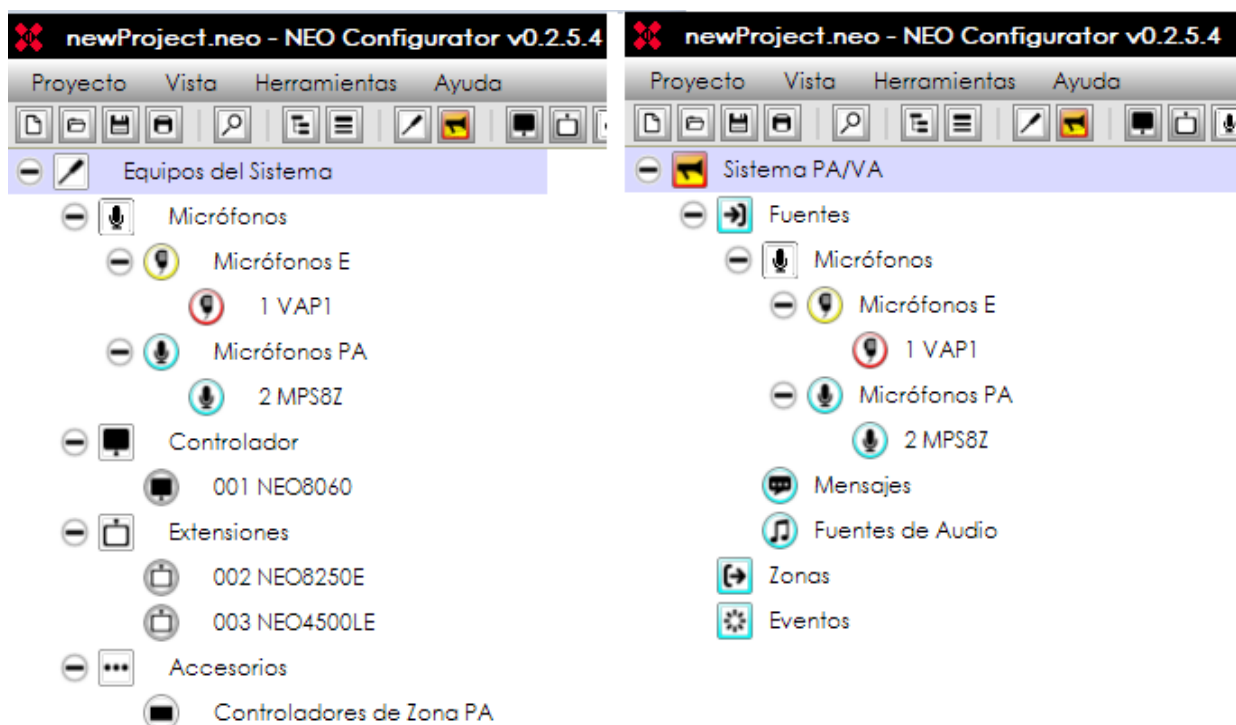 newProject.neo - NEO Configurator v0.2.5.4
Proyecto Vista Herramientas Ayuda
Equipos del Sistema
Micrófonos
Micrófonos E
1 VAP1
Micrófonos PA
2 MPS8Z
Controlador
001 NEO8060
Extensiones
002 NEO8250E
003 NEO4500LE
Accesorios
Controladores de Zona PA
newProject.neo - NEO Configurator v0.2.5.4
Proyecto Vista Herramientas Ayuda
Sistema PA/VA
Fuentes
Micrófonos
Micrófonos E
1 VAP1
Micrófonos PA
2 MPS8Z
Mensajes
Fuentes de Audio
Zonas
Eventos